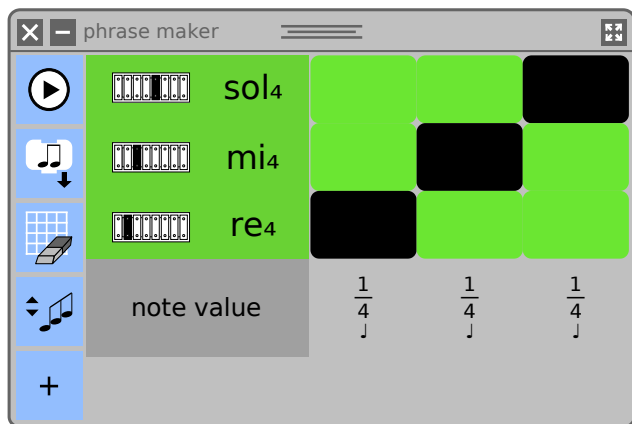 phrase maker
sol4
mi4
re4
note value
1/4 1/4 1/4
♩ ♩ ♩
+